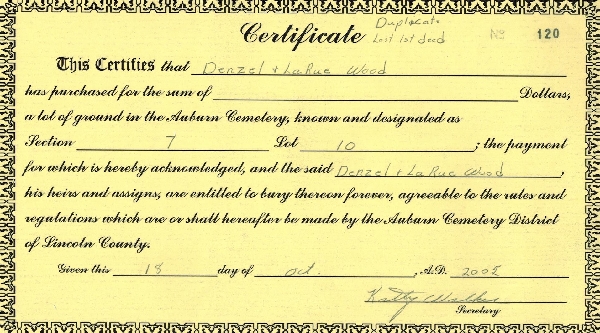 Duplicate
Certificate Lost 1st deed No 120
This Certifies that Denzel + LaRue Wood
has purchased for the sum of Dollars,
a lot of ground in the Auburn Cemetery, known and designated as
Section 7 Lot 10 ; the payment
for which is hereby acknowledged, and the said Denzel + LaRue Wood ,
his heirs and assigns, are entitled to bury thereon forever, agreeable to the rules and
regulations which are or shall hereafter be made by the Auburn Cemetery District
of Lincoln County.
Given this 18 day of Oct. , A.D. 2002
Kitty Walker
Secretary